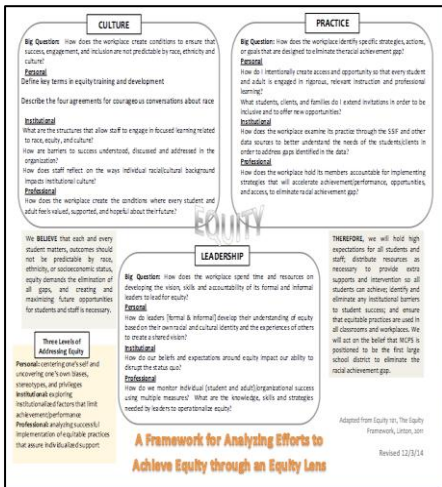 CULTURE
Big Question: How does the workplace create conditions to ensure that
success, engagement, and inclusion are not predictable by race, ethnicity and
culture?
Personal
Define key terms in equity training and development
Describe the four agreements for courageous conversations about race
Institutional
What are the structures that allow staff to engage in focused learning related
to race, equity, and culture?
How are barriers to success understood, discussed and addressed in the
organization?
How does staff reflect on the ways individual racial/cultural background
impacts institutional culture?
Professional
How does the workplace create the conditions where every student and
adult feel valued, supported, and hopeful about their future?
PRACTICE
Big Question: How does the workplace identify specific strategies, actions,
or goals that are designed to eliminate the racial achievement gap?
Personal
How do I intentionally create access and opportunity so that every student
and adult is engaged in rigorous, relevant instruction and professional
learning?
What students, clients, and families do I extend invitations in order to be
inclusive and to offer new opportunities?
Institutional
How does the workplace examine its practice through the SSF and other
data sources to better understand the needs of the students/clients in
order to address gaps identified in the data?
Professional
How does the workplace hold its members accountable for implementing
strategies that will accelerate achievement/performance, opportunities,
and access, to eliminate racial achievement gap?
EQUITY
We BELIEVE that each and every
student matters, outcomes should
not be predictable by race,
ethnicity, or socioeconomic status,
equity demands the elimination of
all gaps, and creating and
maximizing future opportunities
for students and staff is necessary.
LEADERSHIP
Big Question: How does the workplace spend time and resources on
developing the vision, skills and accountability of its formal and informal
leaders to lead for equity?
Personal
How do leaders (formal & informal) develop their understanding of equity
based on their own racial and cultural identity and the experiences of others
to create a shared vision?
Institutional
How do our beliefs and expectations around equity impact our ability to
disrupt the status quo?
Professional
How do we monitor individual (student and adult)/organizational success
using multiple measures? What are the knowledge, skills and strategies
needed by leaders to operationalize equity?
THEREFORE, we will hold high
expectations for all students and
staff; distribute resources as
necessary to provide extra
supports and intervention so all
students can achieve; identify and
eliminate any institutional barriers
to student success; and ensure
that equitable practices are used in
all classrooms and workplaces. We
will act on the belief that MCPS is
positioned to be the first large
school district to eliminate the
racial achievement gap.
Three Levels of
Addressing Equity
Personal: centering one's self and
uncovering one's own biases,
stereotypes, and privileges
Institutional: exploring
institutionalized factors that limit
achievement/performance
Professional: analyzing successful
implementation of equitable practices
that assure individualized support
A Framework for Analyzing Efforts to
Achieve Equity through an Equity Lens
Adapted from Equity 101, The Equity
Framework, Linton, 2011
Revised 12/3/14